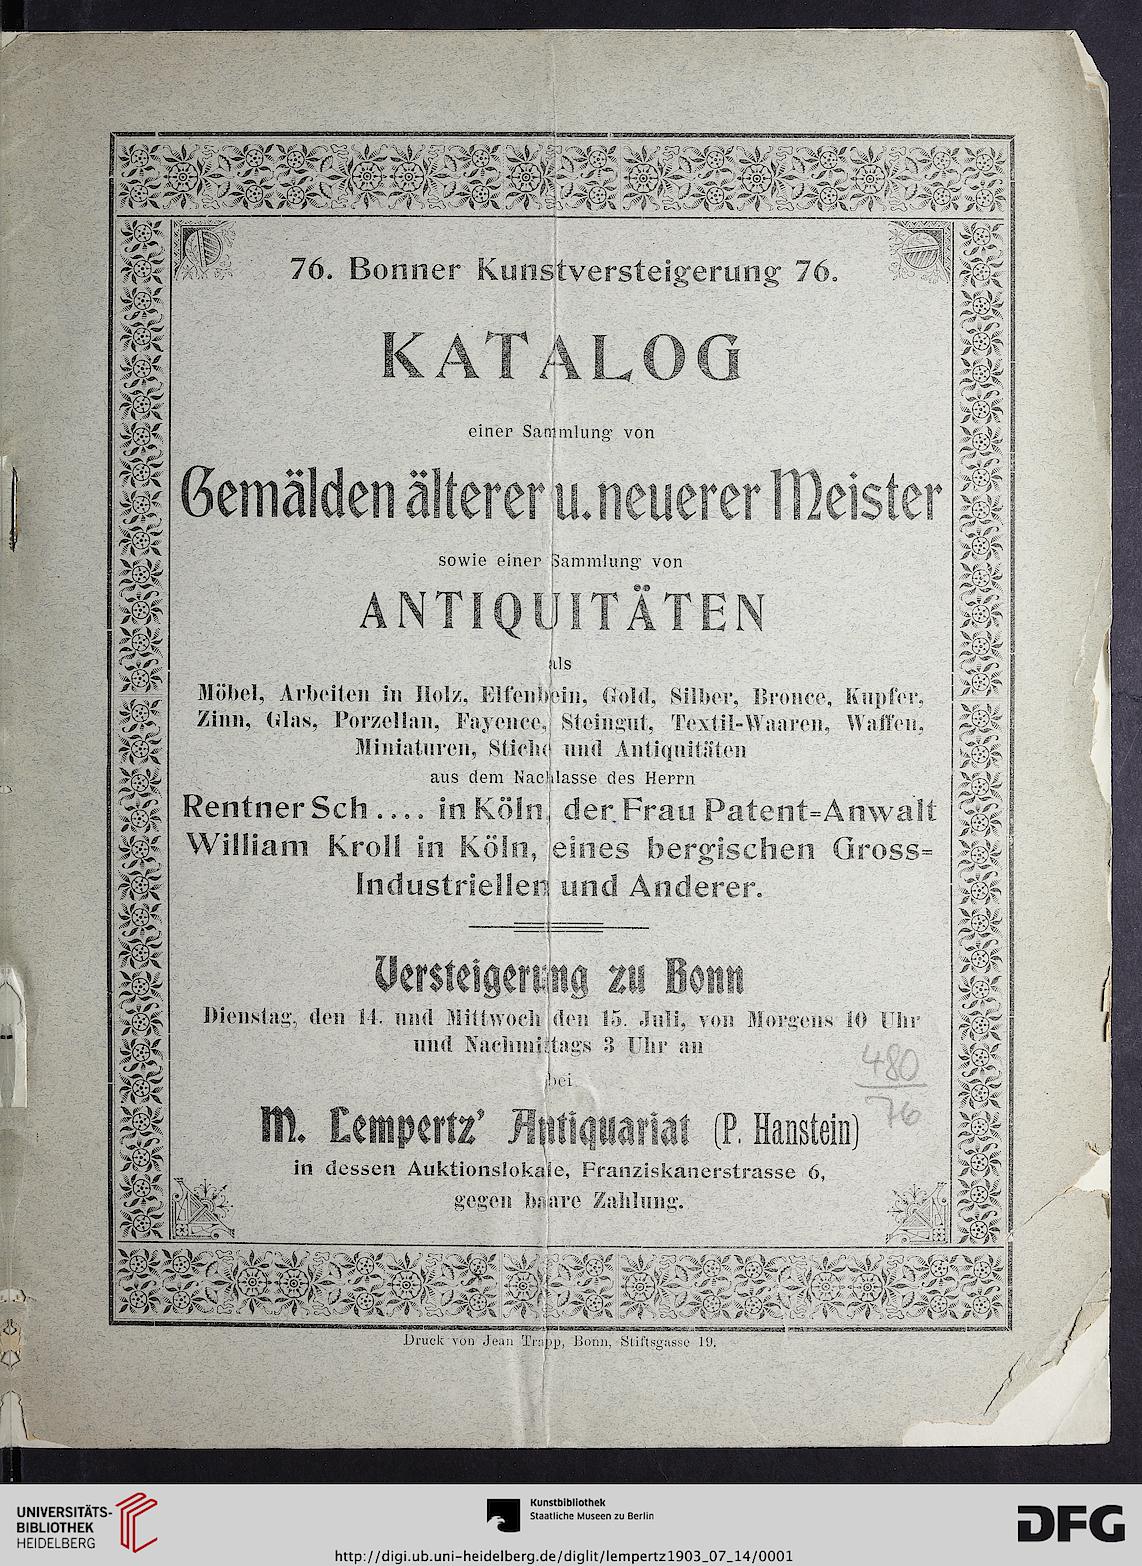 76. Bonner Kunstversteigerung 76.
KATALOG
einer Sammlung von
Gemälden älterer u. neuerer Meister
sowie einer Sammlung von
ANTIQUITÄTEN
als
Möbel, Arbeiten in Holz, Elfenbein, Gold, Silber, Bronce, Kupfer,
Zinn, Glas, Porzellan, Fayence, Steingut, Textil-Waaren, Waffen,
Miniaturen, Stiche und Antiquitäten
aus dem Nachlasse des Herrn
Rentner Sch .... in Köln, der Frau Patent=Anwalt
William Kroll in Köln, eines bergischen Gross=
Industriellen und Anderer.
Versteigerung zu Bonn
Dienstag, den 14. und Mittwoch den 15. Juli, von Morgens 10 Uhr
und Nachmittags 3 Uhr an
bei
480
76
M. Lempertz' Antiquariat (P. Hanstein)
in dessen Auktionslokale, Franziskanerstrasse 6,
gegen baare Zahlung.
Druck von Jean Trapp, Bonn, Stiftsgasse 19.
UNIVERSITÄTS-
BIBLIOTHEK
HEIDELBERG
Kunstbibliothek
Staatliche Museen zu Berlin
DFG
http://digi.ub.uni-heidelberg.de/diglit/lempertz1903_07_14/0001